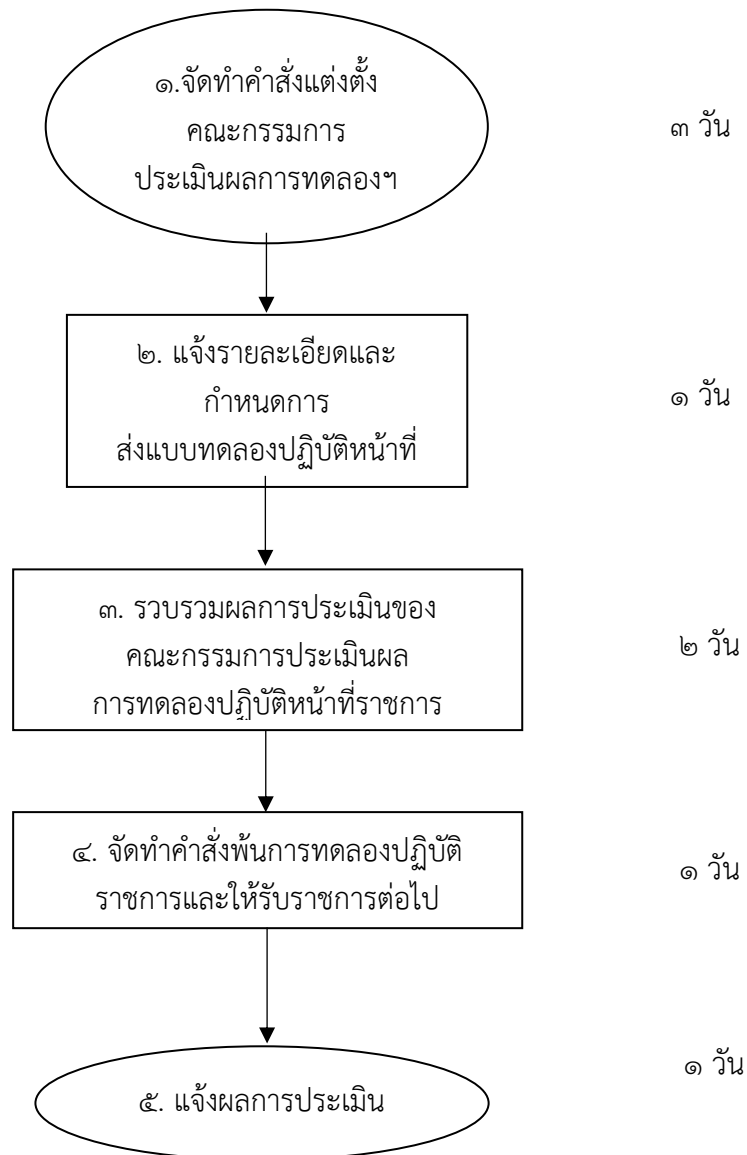 ๑.จัดทำคำสั่งแต่งตั้ง
คณะกรรมการ
ประเมินผลการทดลองฯ
๓ วัน
๒. แจ้งรายละเอียดและ
กำหนดการ
ส่งแบบทดลองปฏิบัติหน้าที่
๑ วัน
๓. รวบรวมผลการประเมินของ
คณะกรรมการประเมินผล
การทดลองปฏิบัติหน้าที่ราชการ
๒ วัน
๔. จัดทำคำสั่งพ้นการทดลองปฏิบัติ
ราชการและให้รับราชการต่อไป
๑ วัน
๕. แจ้งผลการประเมิน
๑ วัน